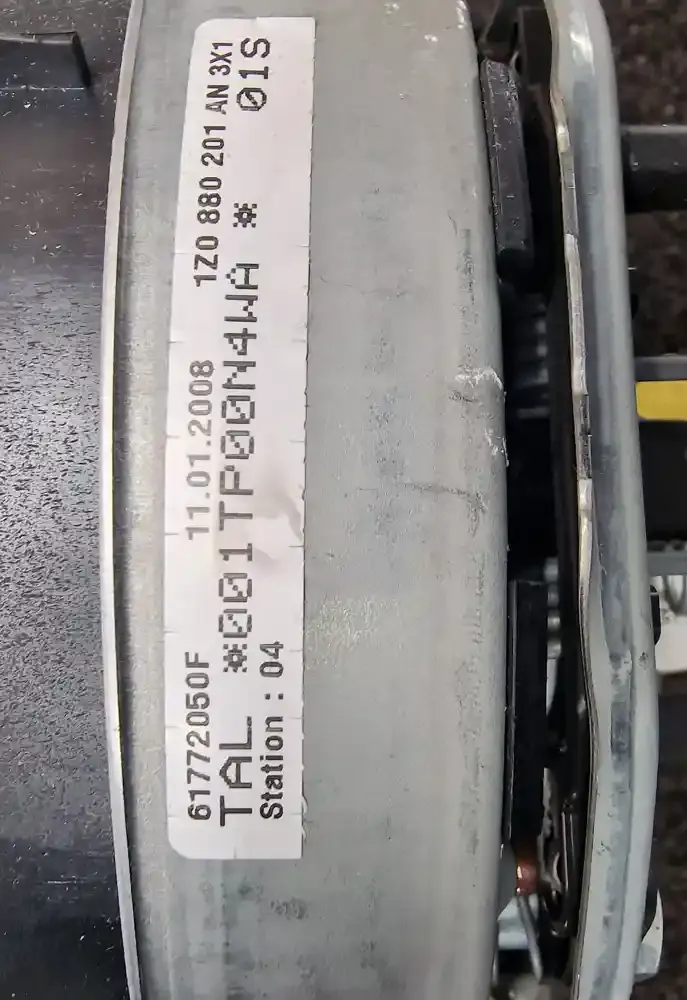 61772050F 11.01.2008 1Z0 880 201 AN 3X1
TAL. *001TP00N4WA * 01S
Station : 04